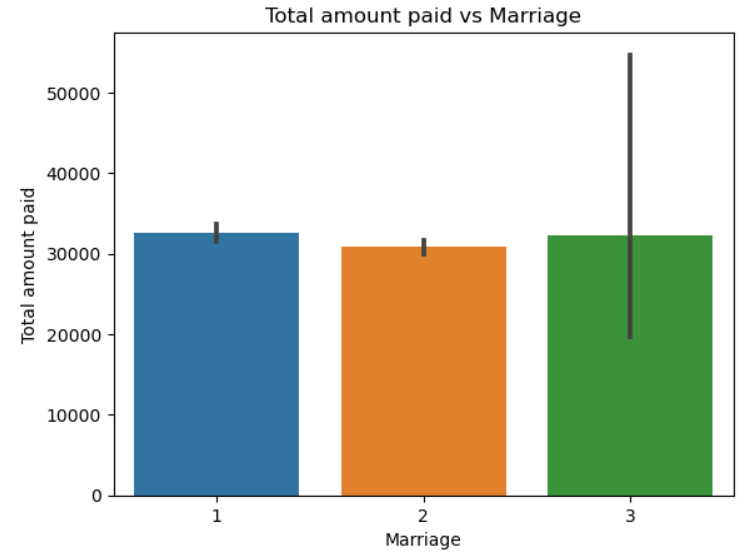 Total amount paid vs Marriage
50000
40000
30000
20000
10000
0
Total amount paid
1 2 3
Marriage